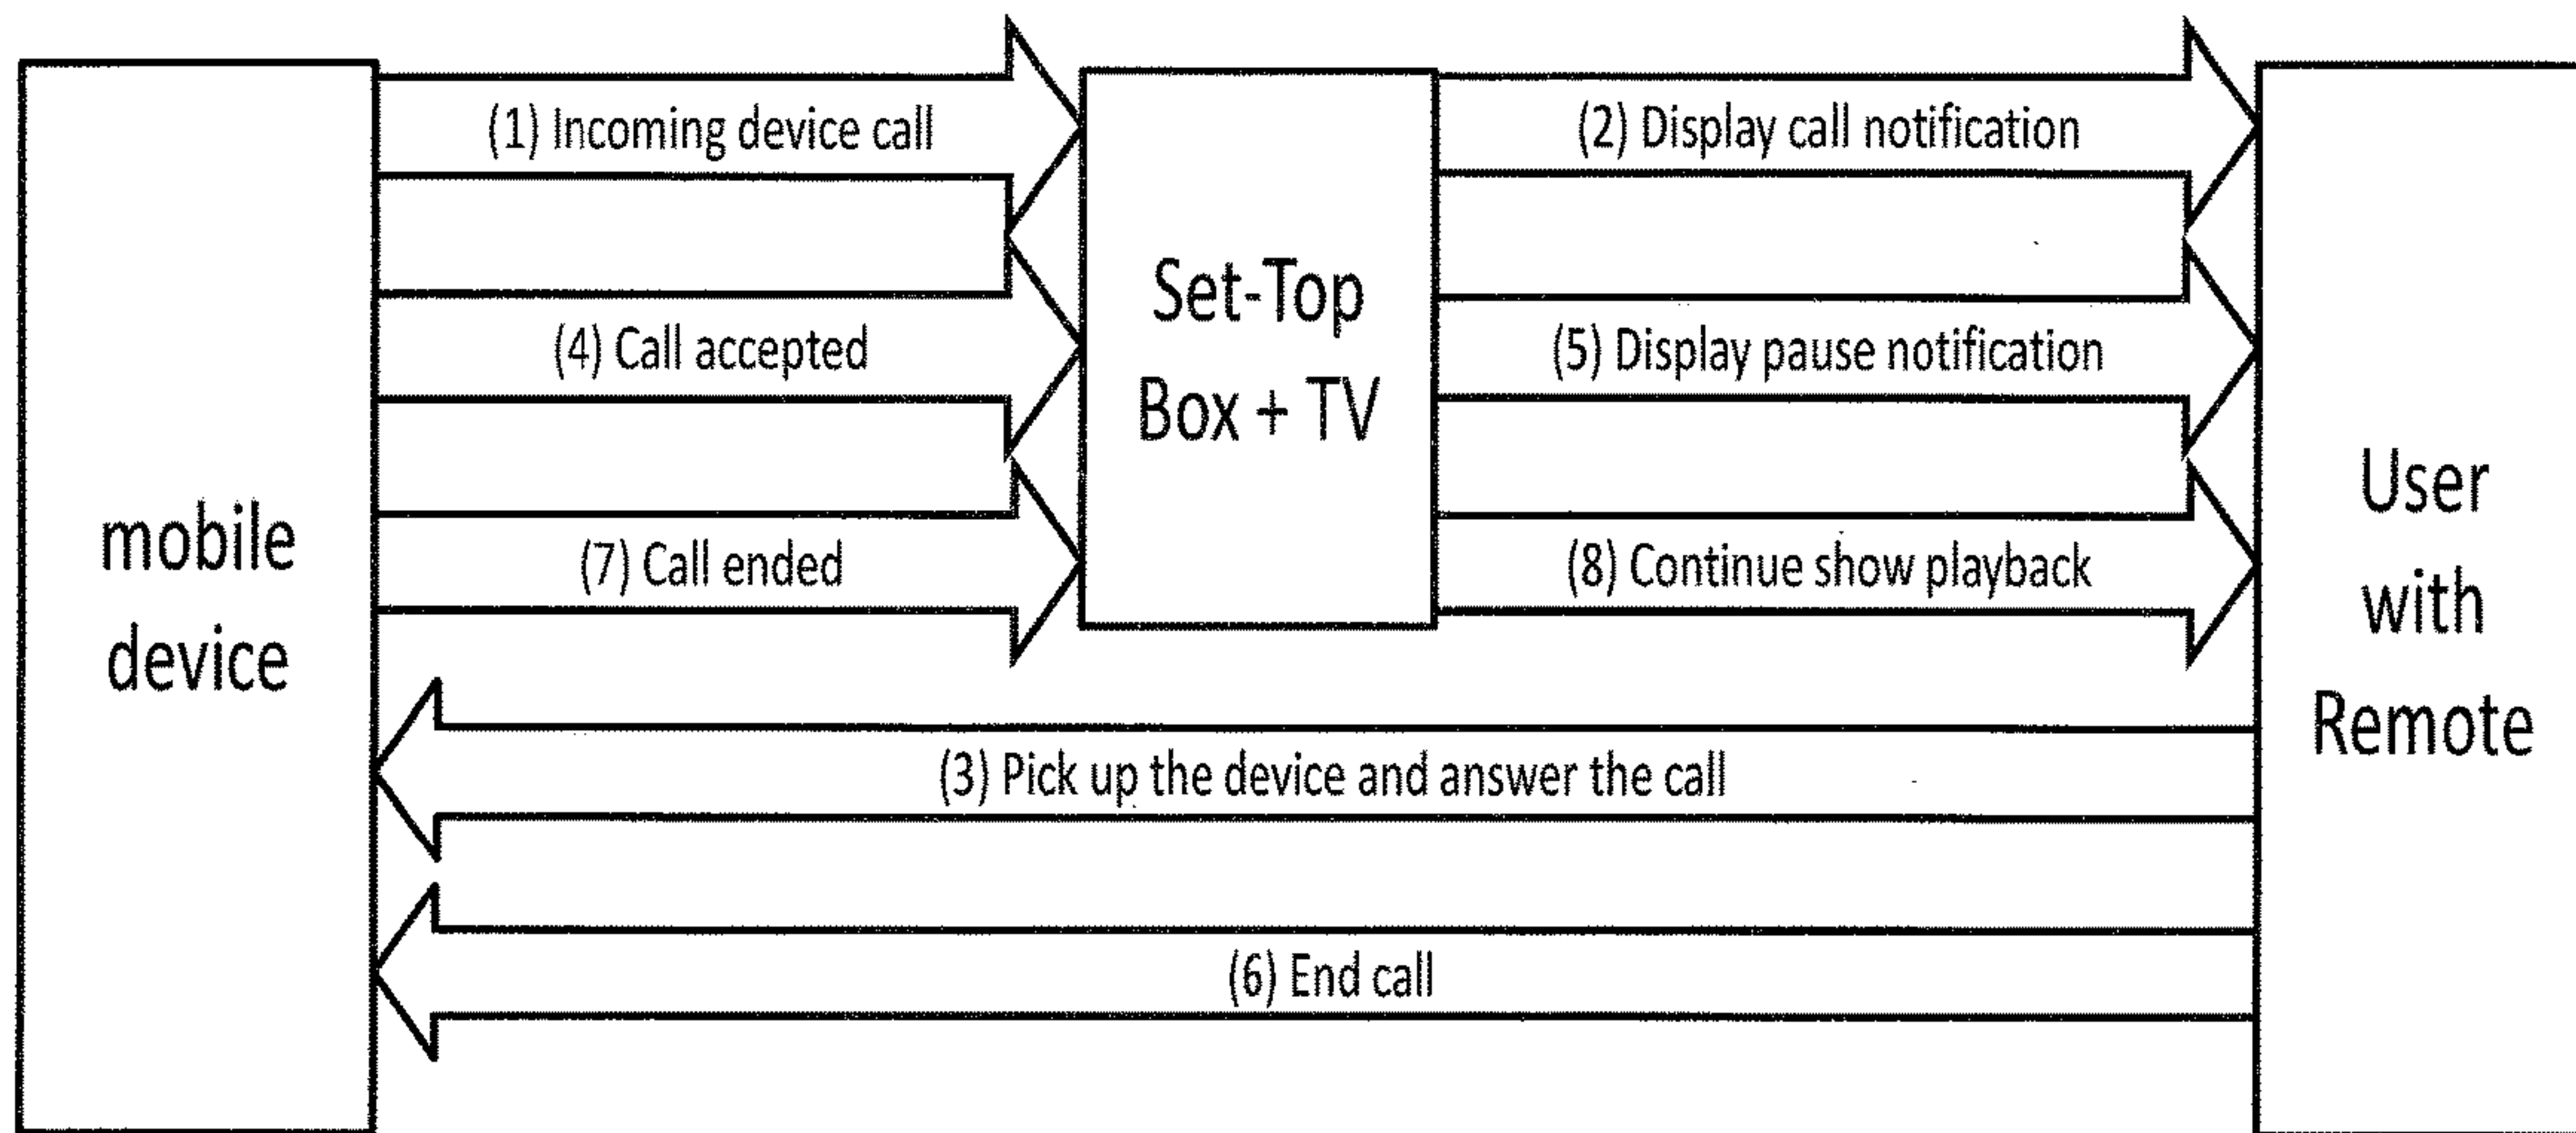 (1) Incoming device call
(2) Display call notification
Set-Top
Box + TV
(4) Call accepted
(5) Display pause notification
mobile
device
(7) Call ended
(8) Continue show playback
User
with
Remote
(3) Pick up the device and answer the call
(6) End call